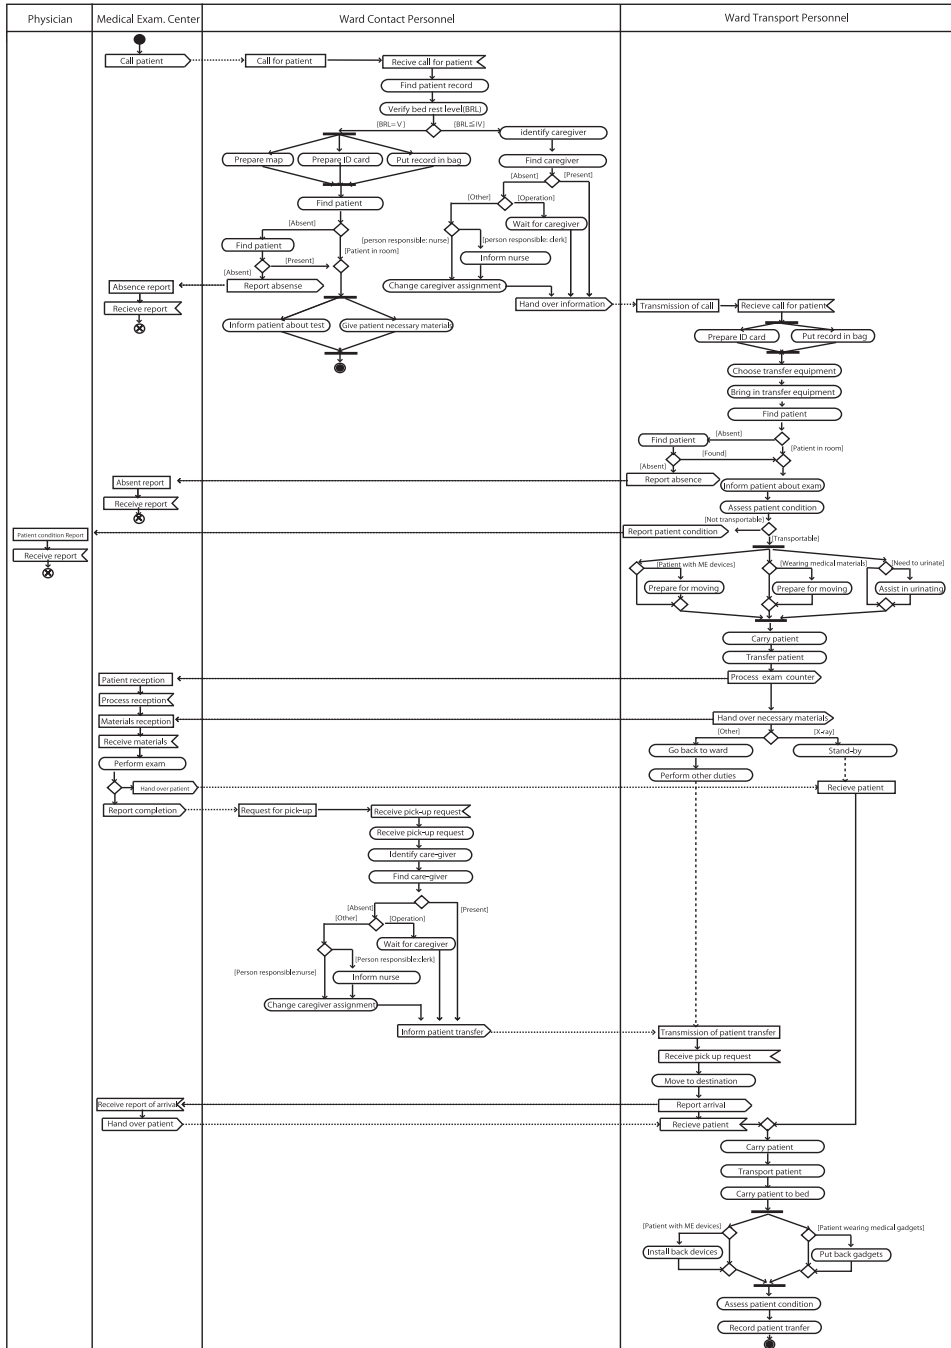 Physician
Medical Exam. Center
Ward Contact Personnel
Ward Transport Personnel
Call patient
Call for patient
Recive call for patient
Find patient record
Verify bed rest level(BRL)
[BRL=V]
[BRL≦IV]
identify caregiver
Prepare map
Prepare ID card
Put record in bag
Find caregiver
[Absent]
[Present]
Find patient
[Other]
[Operation]
Wait for caregiver
[Absent]
[person responsible: nurse]
[person responsible: clerk]
Find patient
[Patient in room]
Inform nurse
[Present]
[Absent]
Absence report
Report absense
Change caregiver assignment
Recieve report
Hand over information
Transmission of call
Recieve call for patient
Inform patient about test
Give patient necessary materials
Prepare ID card
Put record in bag
Choose transfer equipment
Bring in transfer equipment
Find patient
Find patient
[Absent]
[Patient in room]
[Found]
[Absent]
Absent report
Report absence
Inform patient about exam
Receive report
Assess patient condition
[Not transportable]
Patient condition Report
Report patient condition
[Transportable]
Receive report
[Patient with ME devices]
[Wearing medical materials]
[Need to urinate]
Prepare for moving
Prepare for moving
Assist in urinating
Carry patient
Transfer patient
Patient reception
Process exam counter
Process reception
Materials reception
Hand over necessary materials
Receive materials
[Other]
[X-ray]
Go back to ward
Stand-by
Perform exam
Perform other duties
Hand over patient
Recieve patient
Report completion
Request for pick-up
Receive pick-up request
Receive pick-up request
Identify care-giver
Find care-giver
[Absent]
[Present]
[Other]
[Operation]
Wait for caregiver
[Person responsible:clerk]
[Person responsible:nurse]
Inform nurse
Change caregiver assignment
Inform patient transfer
Transmission of patient transfer
Receive pick up request
Move to destination
Receive report of arrival
Report arrival
Hand over patient
Recieve patient
Carry patient
Transport patient
Carry patient to bed
[Patient with ME devices]
[Patient wearing medical gadgets]
Install back devices
Put back gadgets
Assess patient condition
Record patient tranfer